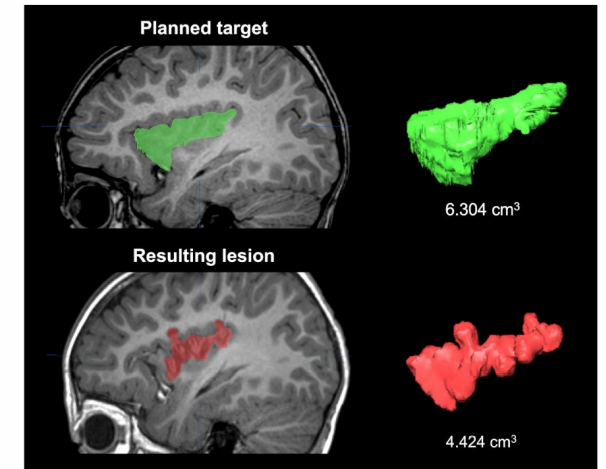 Planned target
6.304 cm³
Resulting lesion
4.424 cm³